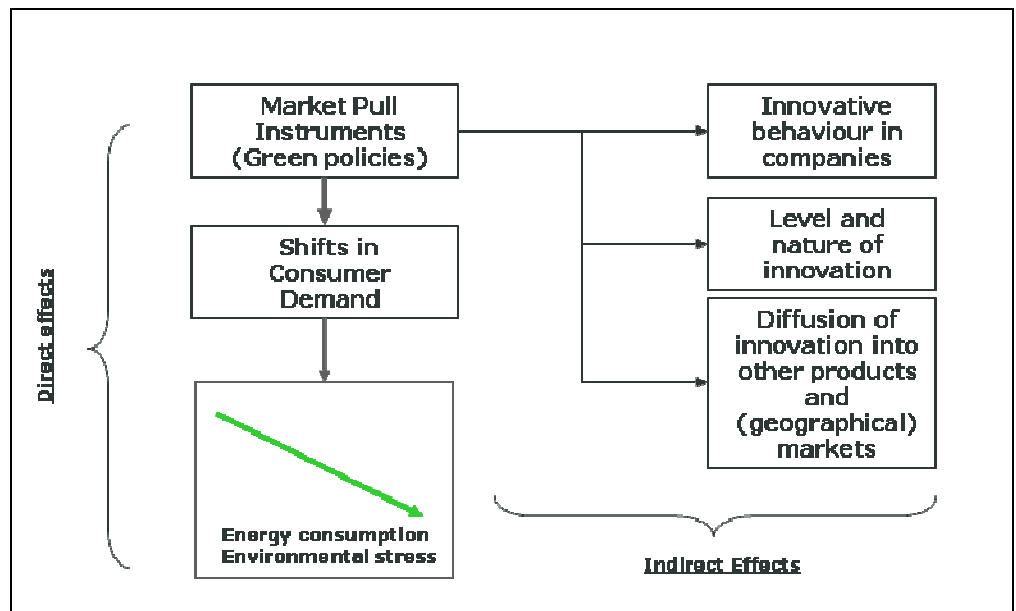 Market Pull
Instruments
(Green policies)
Innovative
behaviour in
companies
Shifts in
Consumer
Demand
Level and
nature of
innovation
Diffusion of
innovation into
other products
and
(geographical)
markets
Direct effects
Energy consumption
Environmental stress
Indirect Effects